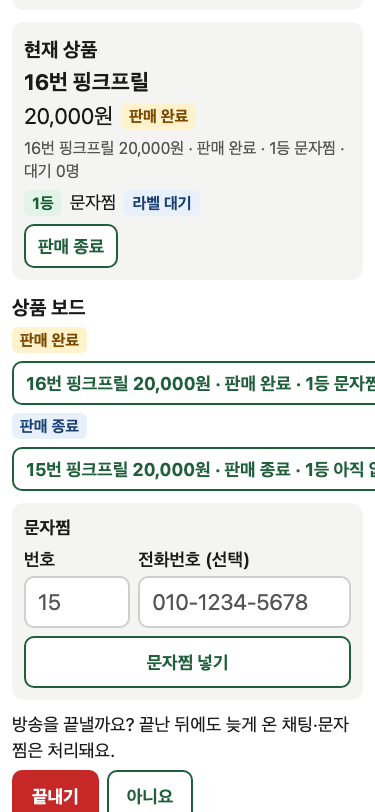 현재 상품
16번 핑크프릴
20,000원 판매 완료
16번 핑크프릴 20,000원 · 판매 완료 · 1등 문자찜 ·
대기 0명
1등 문자찜 라벨 대기
판매 종료
상품 보드
판매 완료
16번 핑크프릴 20,000원 · 판매 완료 · 1등 문자찜
판매 종료
15번 핑크프릴 20,000원 · 판매 종료 · 1등 아직
문자찜
번호 전화번호 (선택)
15 010-1234-5678
문자찜 넣기
방송을 끝낼까요? 끝난 뒤에도 늦게 온 채팅·문자
찜은 처리돼요.
끝내기 아니요